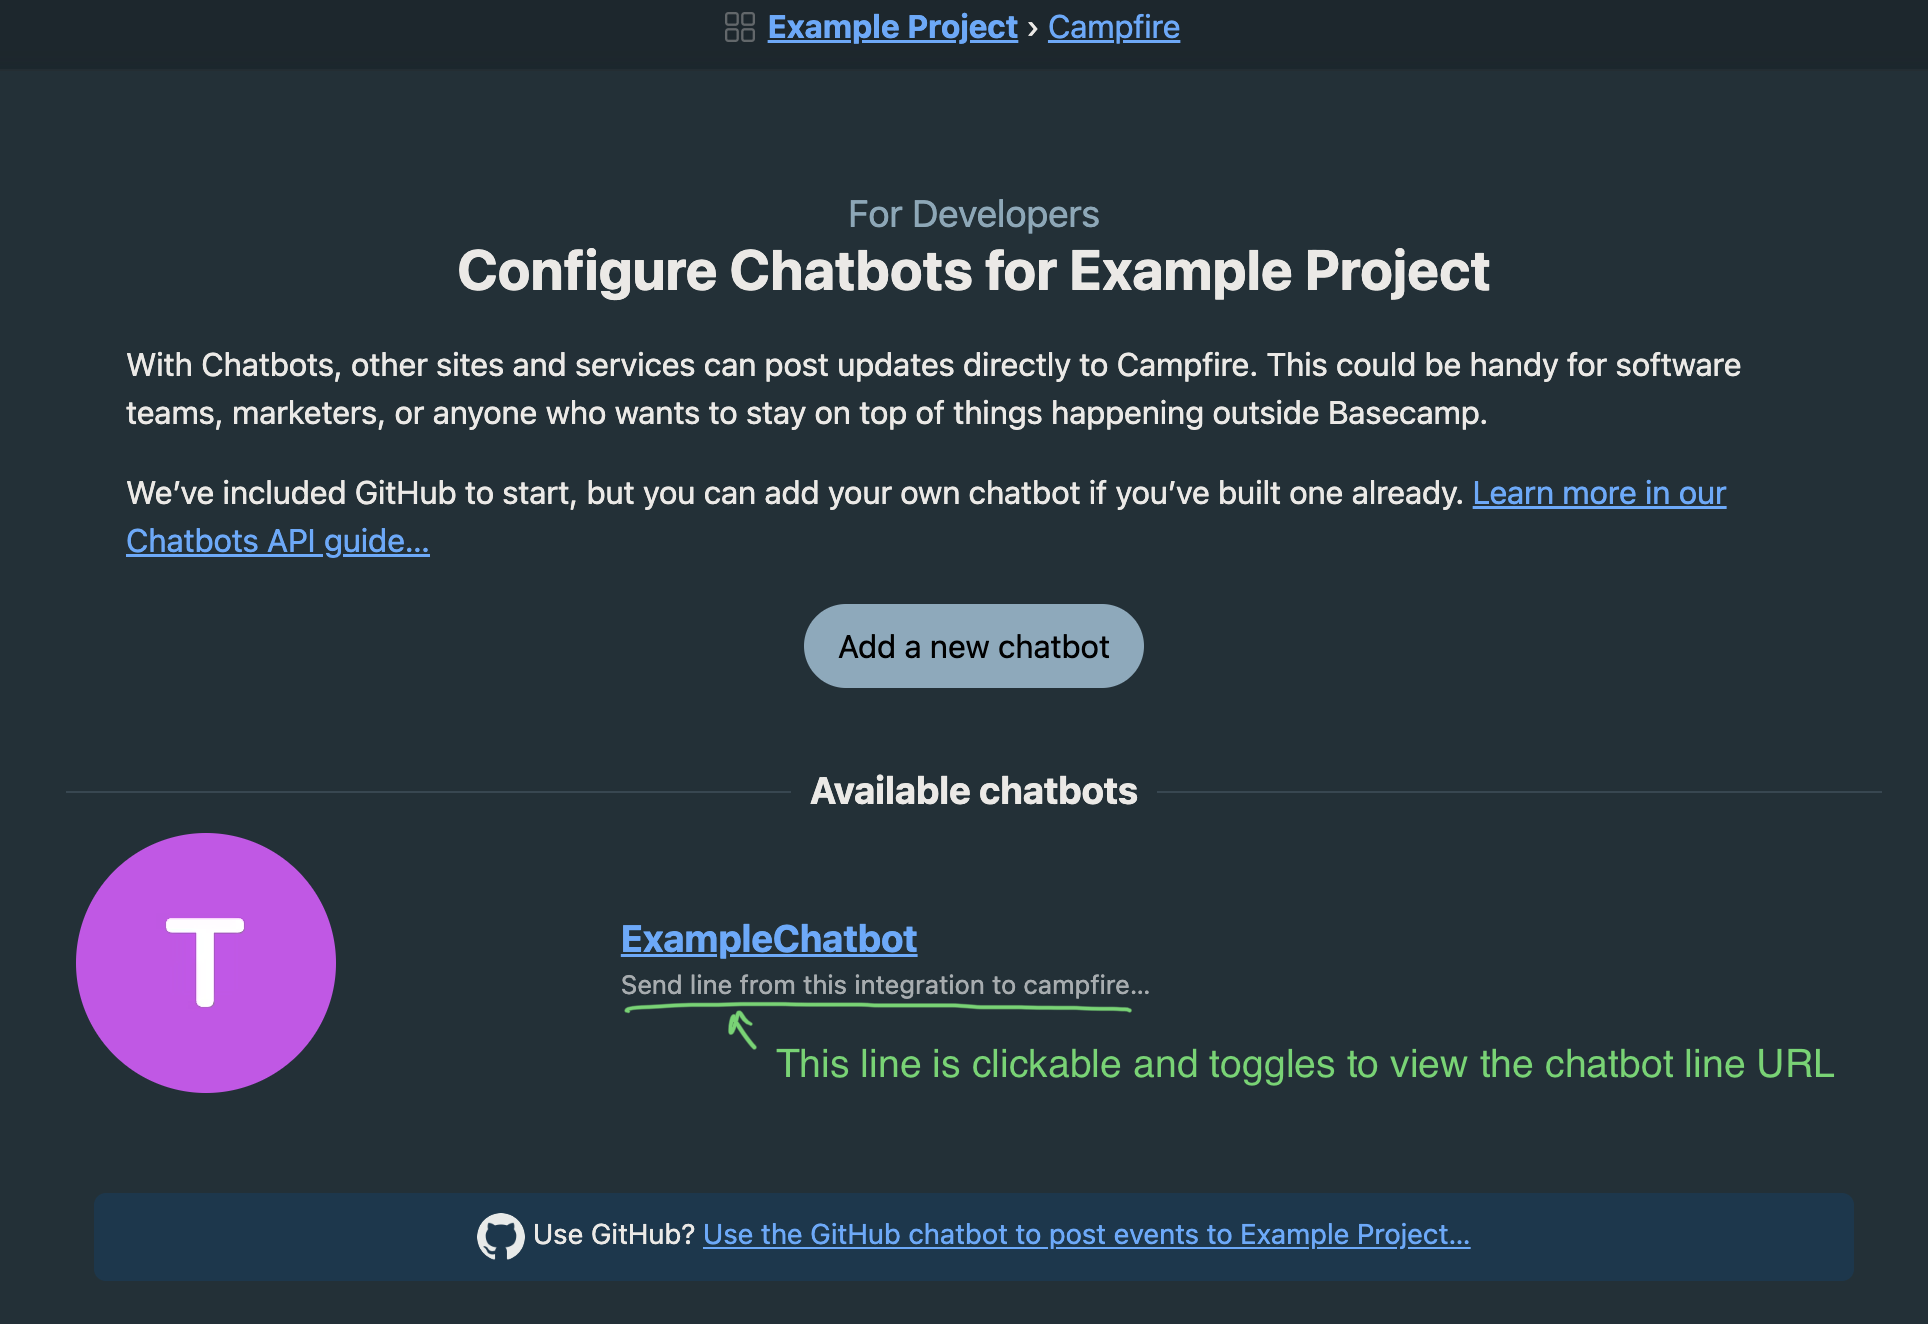 Example Project › Campfire
For Developers
Configure Chatbots for Example Project
With Chatbots, other sites and services can post updates directly to Campfire. This could be handy for software
teams, marketers, or anyone who wants to stay on top of things happening outside Basecamp.
We’ve included GitHub to start, but you can add your own chatbot if you’ve built one already. Learn more in our
Chatbots API guide…
Add a new chatbot
Available chatbots
T
ExampleChatbot
Send line from this integration to campfire...
This line is clickable and toggles to view the chatbot line URL
Use GitHub? Use the GitHub chatbot to post events to Example Project…